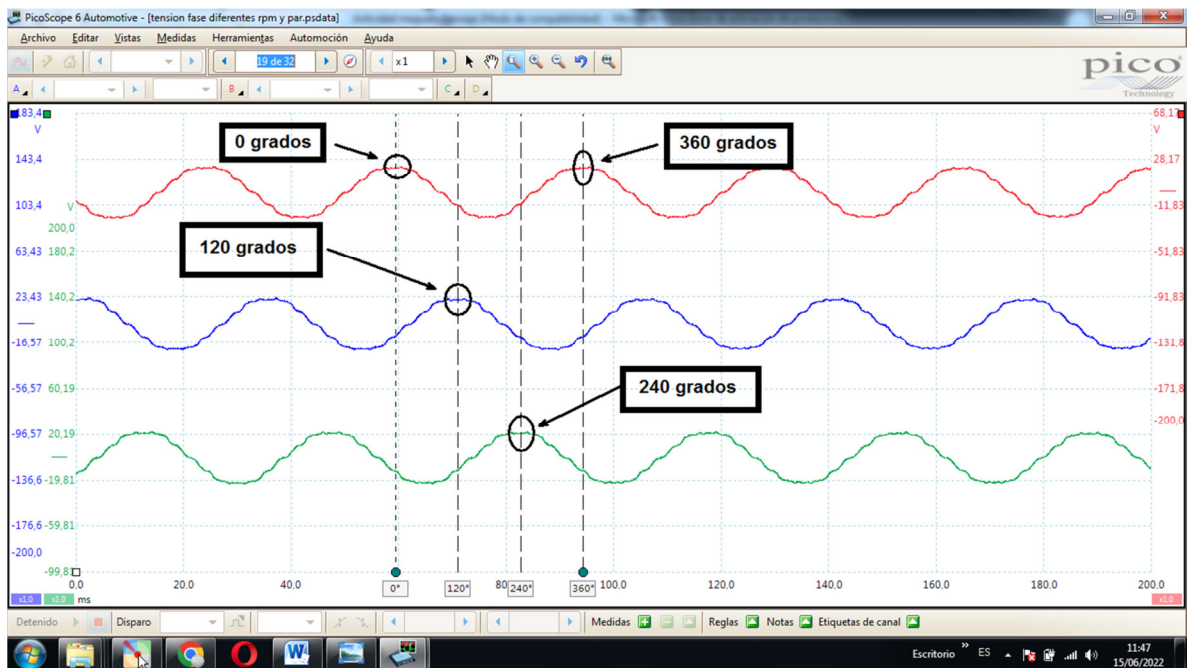 PicoScope 6 Automotive - [tension fase diferentes rpm y par.psdata]
Archivo Editar Vistas Medidas Herramientas Automoción Ayuda
19 de 32 x1
pico
Technology
A B C D
183,4 68,17
V V
143,4 28,17
103,4 V -11,83
200,0
63,43 180,2 -51,83
23,43 140,2 -91,83
-16,57 100,2 -131,8
-56,57 60,19 -171,8
-96,57 20,19 -200,0
-136,6 -19,81
-176,6 -59,81
-200,0
-99,81
0 grados
360 grados
120 grados
240 grados
0,0 20,0 40,0 0° 120° 80 240° 360° 100,0 120,0 140,0 160,0 180,0 200,0
x1,0 x1,0 ms x1,0
Detenido Disparo Medidas Reglas Notas Etiquetas de canal
Escritorio » ES 11:47
15/06/2022